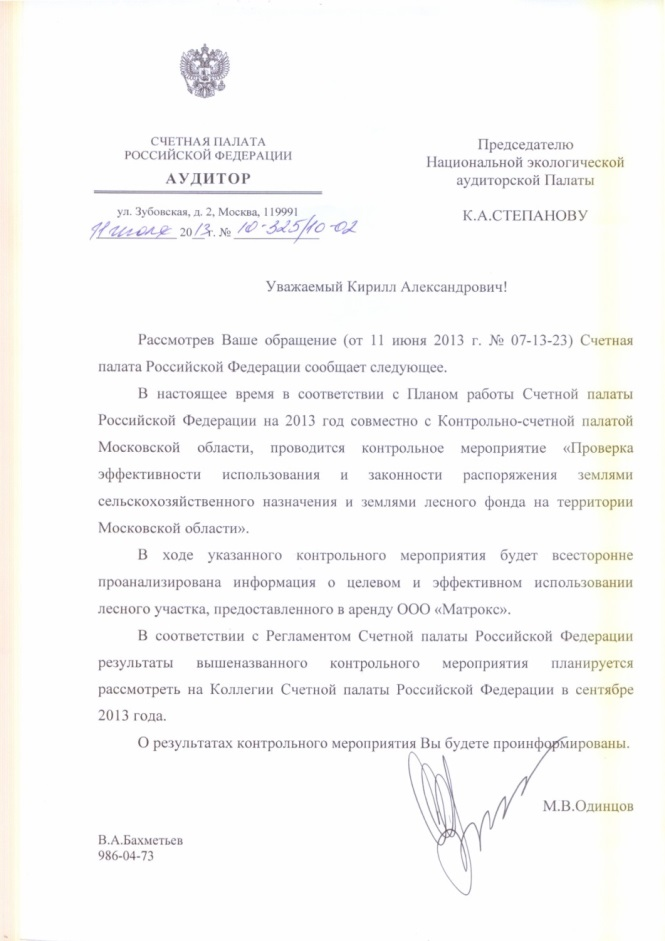 СЧЕТНАЯ ПАЛАТА
РОССИЙСКОЙ ФЕДЕРАЦИИ
АУДИТОР
ул. Зубовская, д. 2, Москва, 119991
11 июля 2013г. № 10-325/10-02
Председателю
Национальной экологической
аудиторской Палаты
К.А.СТЕПАНОВУ
Уважаемый Кирилл Александрович!
Рассмотрев Ваше обращение (от 11 июня 2013 г. № 07-13-23) Счетная
палата Российской Федерации сообщает следующее.
В настоящее время в соответствии с Планом работы Счетной палаты
Российской Федерации на 2013 год совместно с Контрольно-счетной палатой
Московской области, проводится контрольное мероприятие «Проверка
эффективности использования и законности распоряжения землями
сельскохозяйственного назначения и землями лесного фонда на территории
Московской области».
В ходе указанного контрольного мероприятия будет всесторонне
проанализирована информация о целевом и эффективном использовании
лесного участка, предоставленного в аренду ООО «Матрокс».
В соответствии с Регламентом Счетной палаты Российской Федерации
результаты вышеназванного контрольного мероприятия планируется
рассмотреть на Коллегии Счетной палаты Российской Федерации в сентябре
2013 года.
О результатах контрольного мероприятия Вы будете проинформированы.
М.В.Одинцов
В.А.Бахметьев
986-04-73